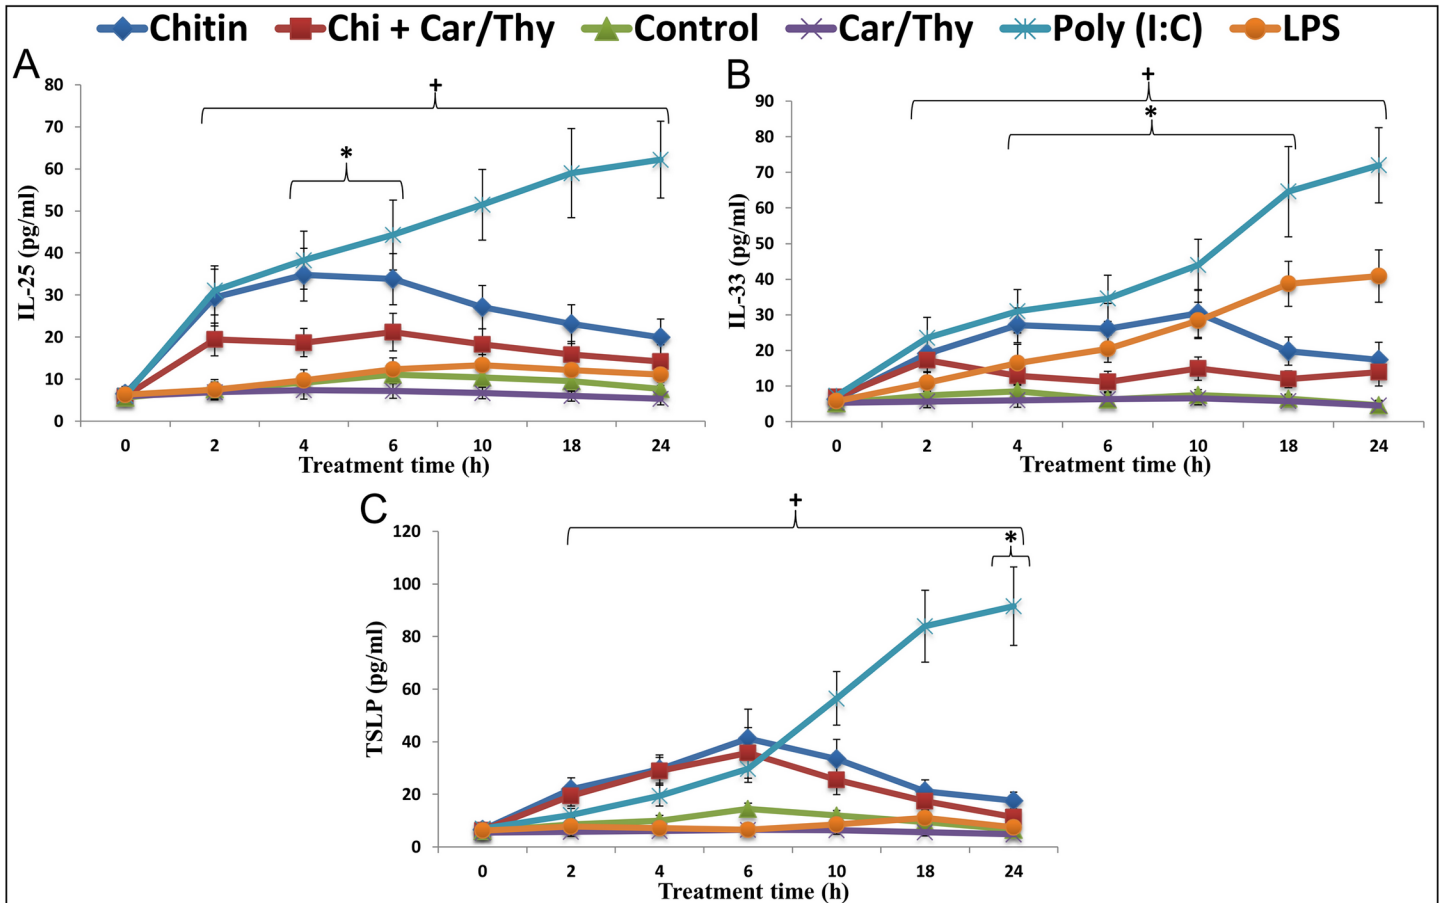 Chitin Chi + Car/Thy Control Car/Thy Poly (I:C) LPS
A
+
*
IL-25 (pg/ml)
80
70
60
50
40
30
20
10
0
0 2 4 6 10 18 24
Treatment time (h)
B
+
*
IL-33 (pg/ml)
90
80
70
60
50
40
30
20
10
0
0 2 4 6 10 18 24
Treatment time (h)
C
+
*
TSLP (pg/ml)
120
100
80
60
40
20
0
0 2 4 6 10 18 24
Treatment time (h)